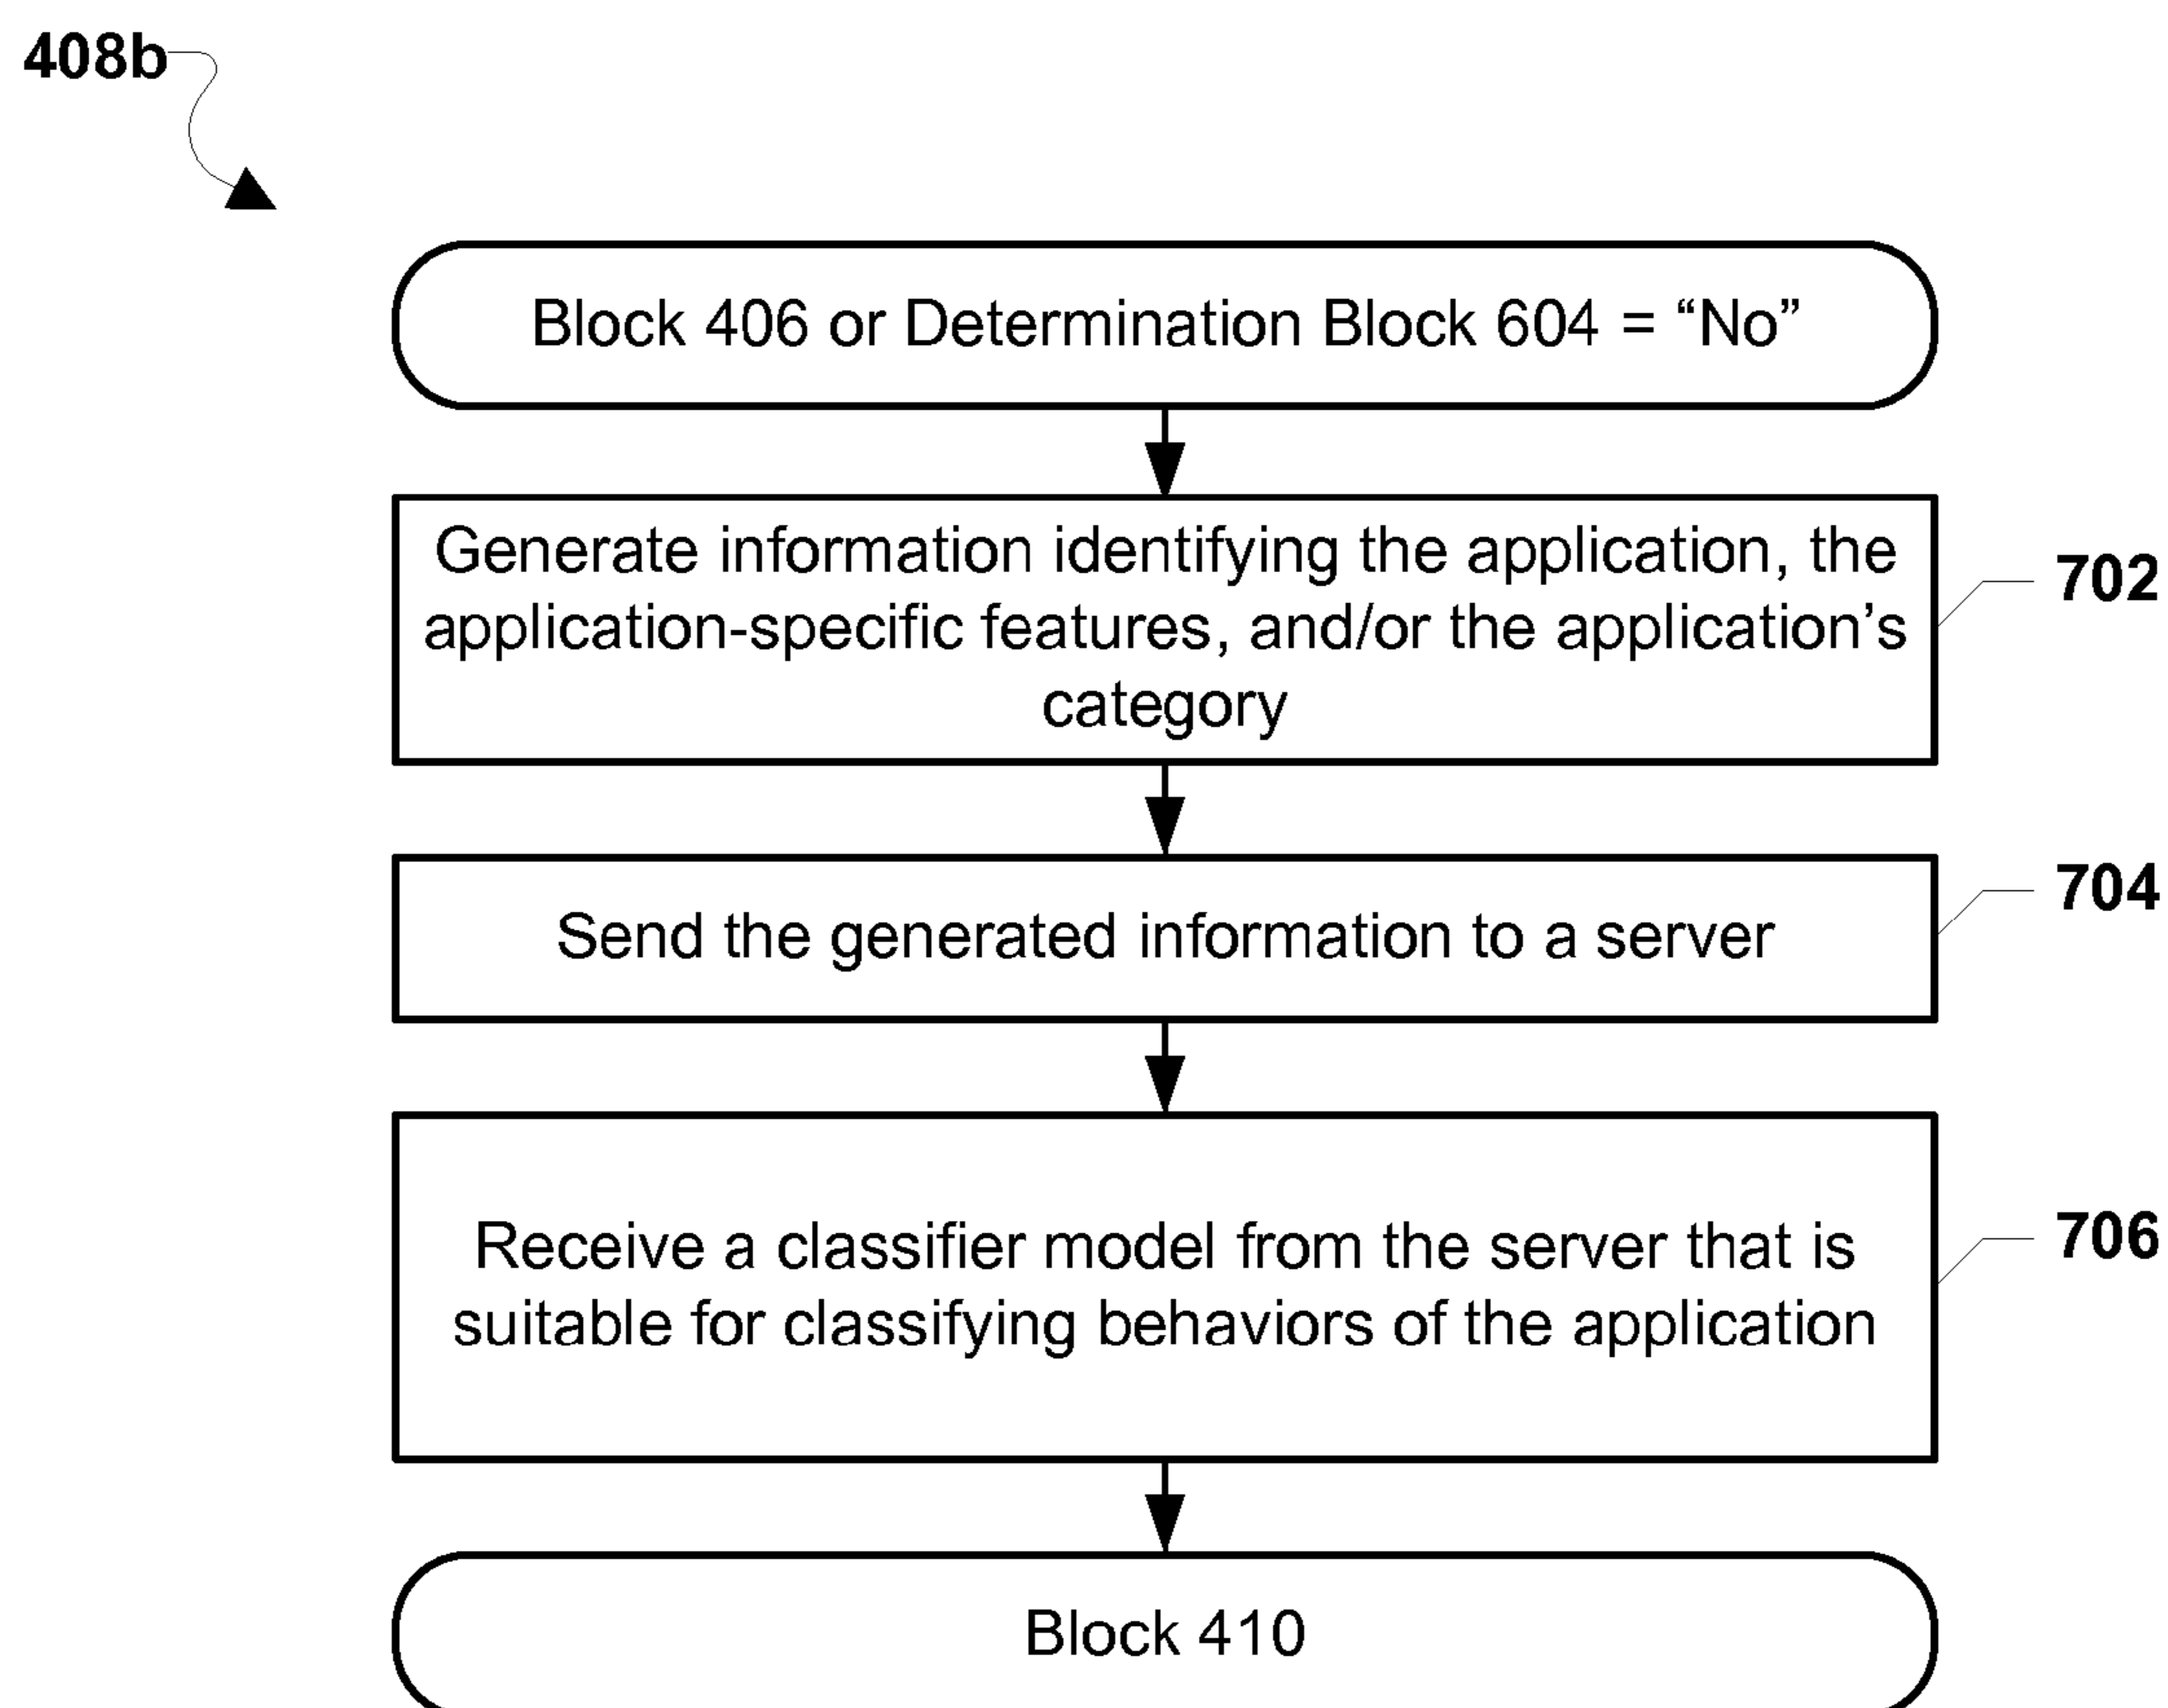 408b
Block 406 or Determination Block 604 = “No”
Generate information identifying the application, the
application-specific features, and/or the application’s
category
702
Send the generated information to a server
704
Receive a classifier model from the server that is
suitable for classifying behaviors of the application
706
Block 410